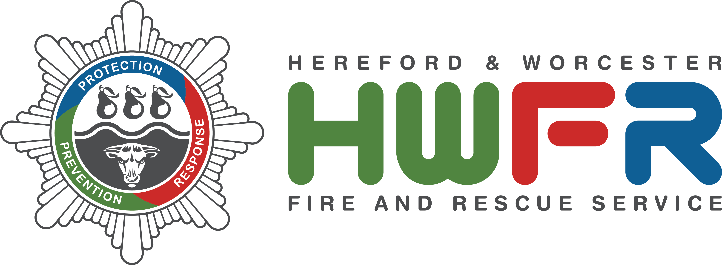 PROTECTION
PREVENTION
RESPONSE
HEREFORD & WORCESTER
HWFR
FIRE AND RESCUE SERVICE